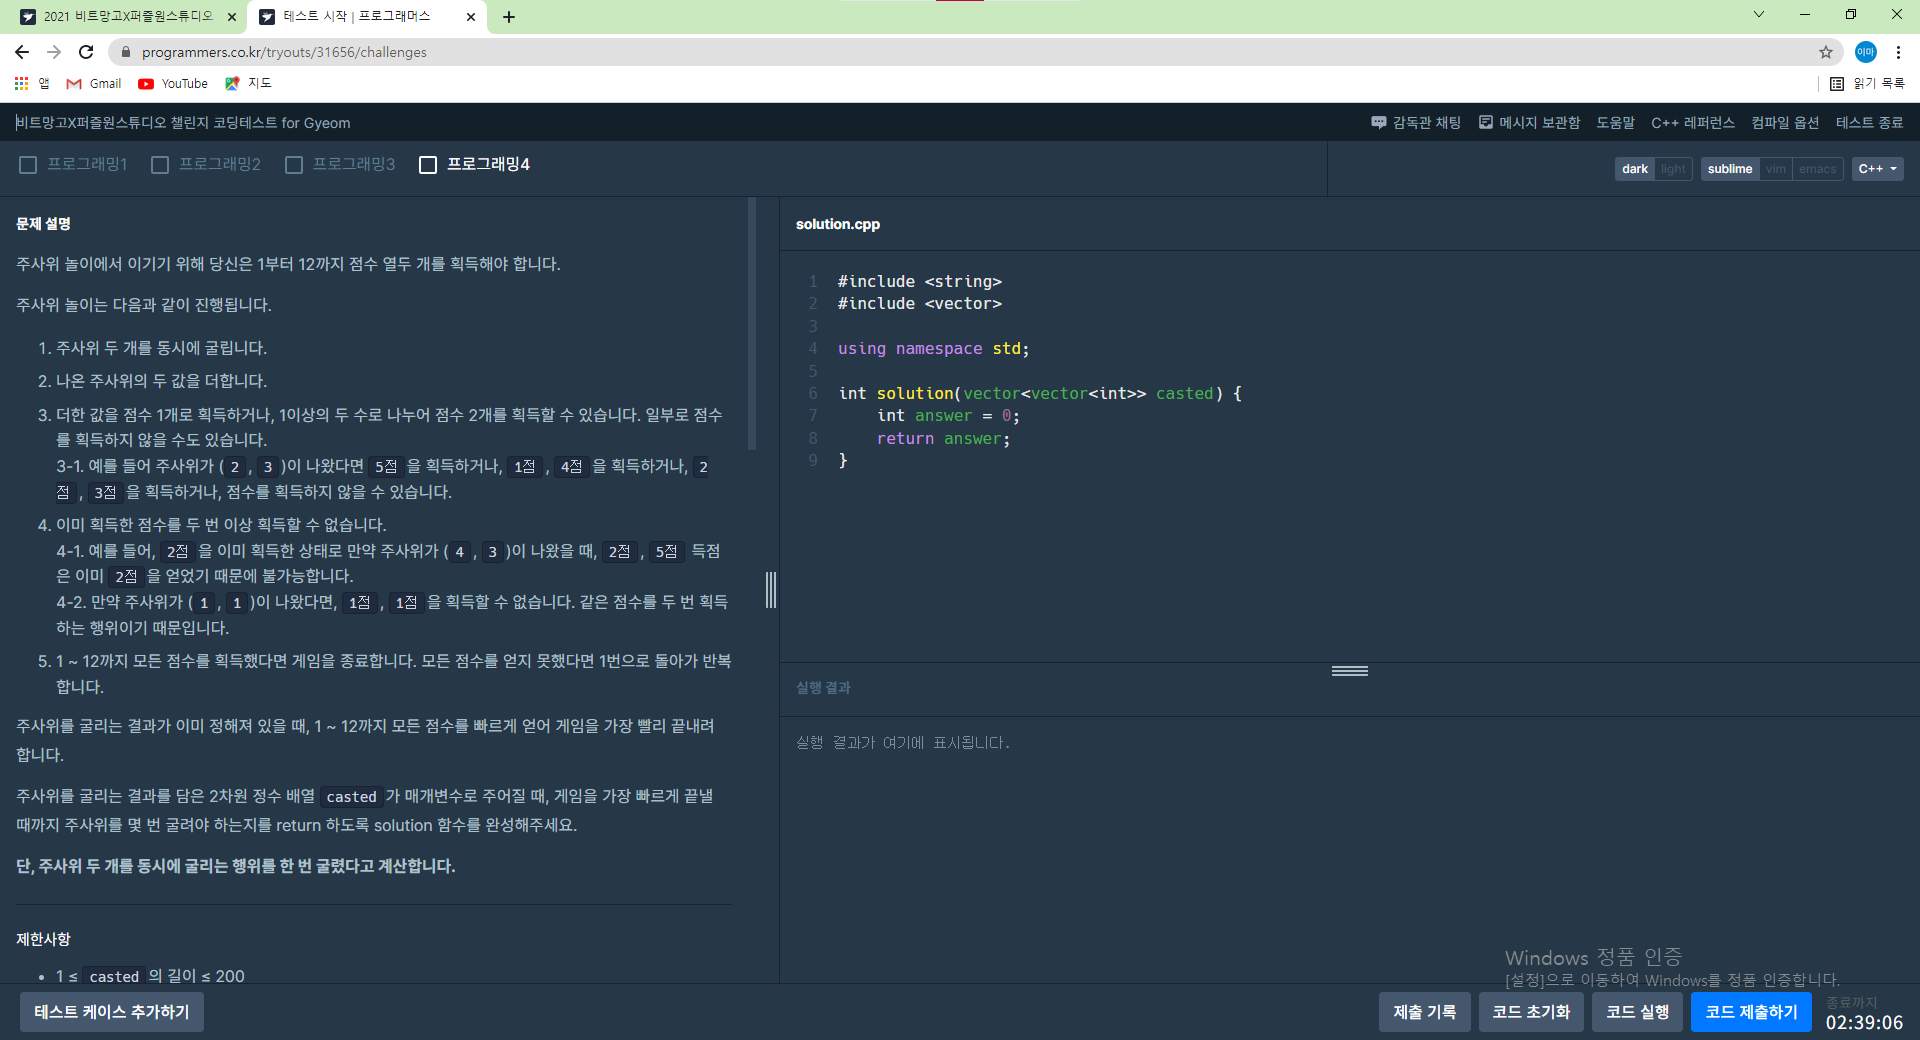 2021 비트망고X퍼즐원스튜디오
테스트 시작 | 프로그래머스
programmers.co.kr/tryouts/31656/challenges
이마
앱
Gmail
YouTube
지도
읽기 목록
비트망고X퍼즐원스튜디오 챌린지 코딩테스트 for Gyeom
감독관 채팅
메시지 보관함
도움말
C++ 레퍼런스
컴파일 옵션
테스트 종료
프로그래밍1
프로그래밍2
프로그래밍3
프로그래밍4
dark light
sublime vim emacs
C++
문제 설명
주사위 놀이에서 이기기 위해 당신은 1부터 12까지 점수 열두 개를 획득해야 합니다.
주사위 놀이는 다음과 같이 진행됩니다.
1. 주사위 두 개를 동시에 굴립니다.
2. 나온 주사위의 두 값을 더합니다.
3. 더한 값을 점수 1개로 획득하거나, 1이상의 두 수로 나누어 점수 2개를 획득할 수 있습니다. 일부로 점수
를 획득하지 않을 수도 있습니다.
3-1. 예를 들어 주사위가 ( 2 , 3 )이 나왔다면 5점 을 획득하거나, 1점 , 4점 을 획득하거나, 2
점 , 3점 을 획득하거나, 점수를 획득하지 않을 수 있습니다.
4. 이미 획득한 점수를 두 번 이상 획득할 수 없습니다.
4-1. 예를 들어, 2점 을 이미 획득한 상태로 만약 주사위가 ( 4 , 3 )이 나왔을 때, 2점 , 5점 득점
은 이미 2점 을 얻었기 때문에 불가능합니다.
4-2. 만약 주사위가 ( 1 , 1 )이 나왔다면, 1점 , 1점 을 획득할 수 없습니다. 같은 점수를 두 번 획득
하는 행위이기 때문입니다.
5. 1 ~ 12까지 모든 점수를 획득했다면 게임을 종료합니다. 모든 점수를 얻지 못했다면 1번으로 돌아가 반복
합니다.
주사위를 굴리는 결과가 이미 정해져 있을 때, 1 ~ 12까지 모든 점수를 빠르게 얻어 게임을 가장 빨리 끝내려
합니다.
주사위를 굴리는 결과를 담은 2차원 정수 배열 casted 가 매개변수로 주어질 때, 게임을 가장 빠르게 끝낼
때까지 주사위를 몇 번 굴려야 하는지를 return 하도록 solution 함수를 완성해주세요.
단, 주사위 두 개를 동시에 굴리는 행위를 한 번 굴렸다고 계산합니다.
제한사항
• 1 ≤ casted 의 길이 ≤ 200
solution.cpp
1 #include <string>
2 #include <vector>
3
4 using namespace std;
5
6 int solution(vector<vector<int>> casted) {
7     int answer = 0;
8     return answer;
9 }
실행 결과
실행 결과가 여기에 표시됩니다.
Windows 정품 인증
[설정]으로 이동하여 Windows를 정품 인증합니다.
테스트 케이스 추가하기
제출 기록
코드 초기화
코드 실행
코드 제출하기
종료까지
02:39:06